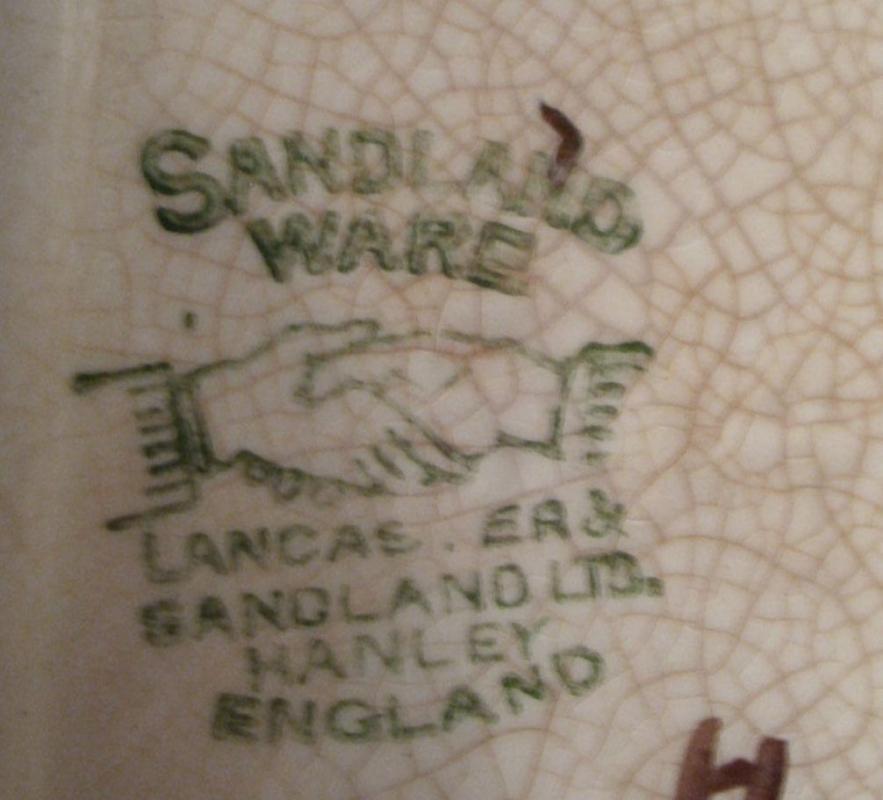 SANDLAND
WARE
LANCASTER &
SANDLAND LTD.
HANLEY
ENGLAND
H